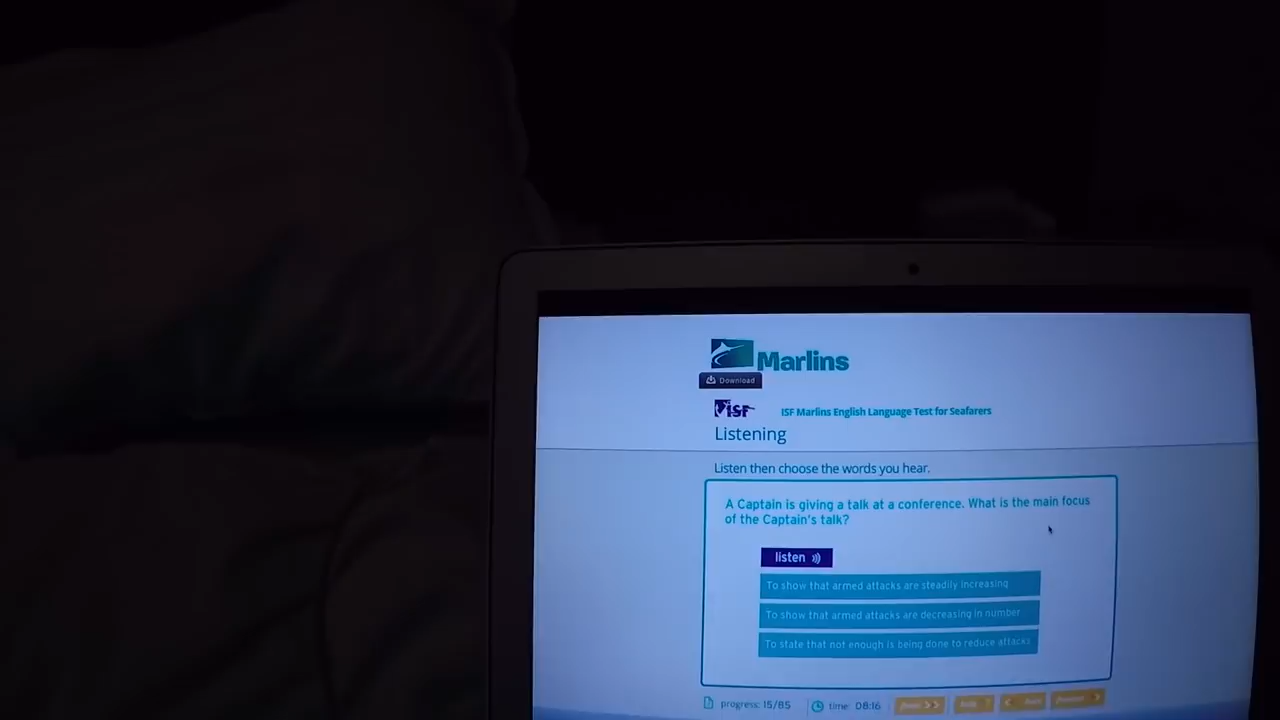 Marlins
Download
ISF
ISF Marlins English Language Test for Seafarers
Listening
Listen then choose the words you hear.
A Captain is giving a talk at a conference. What is the main focus
of the Captain's talk?
listen
To show that armed attacks are steadily increasing
To show that armed attacks are decreasing in number
To state that not enough is being done to reduce attacks
progress: 15/85
time: 08:16